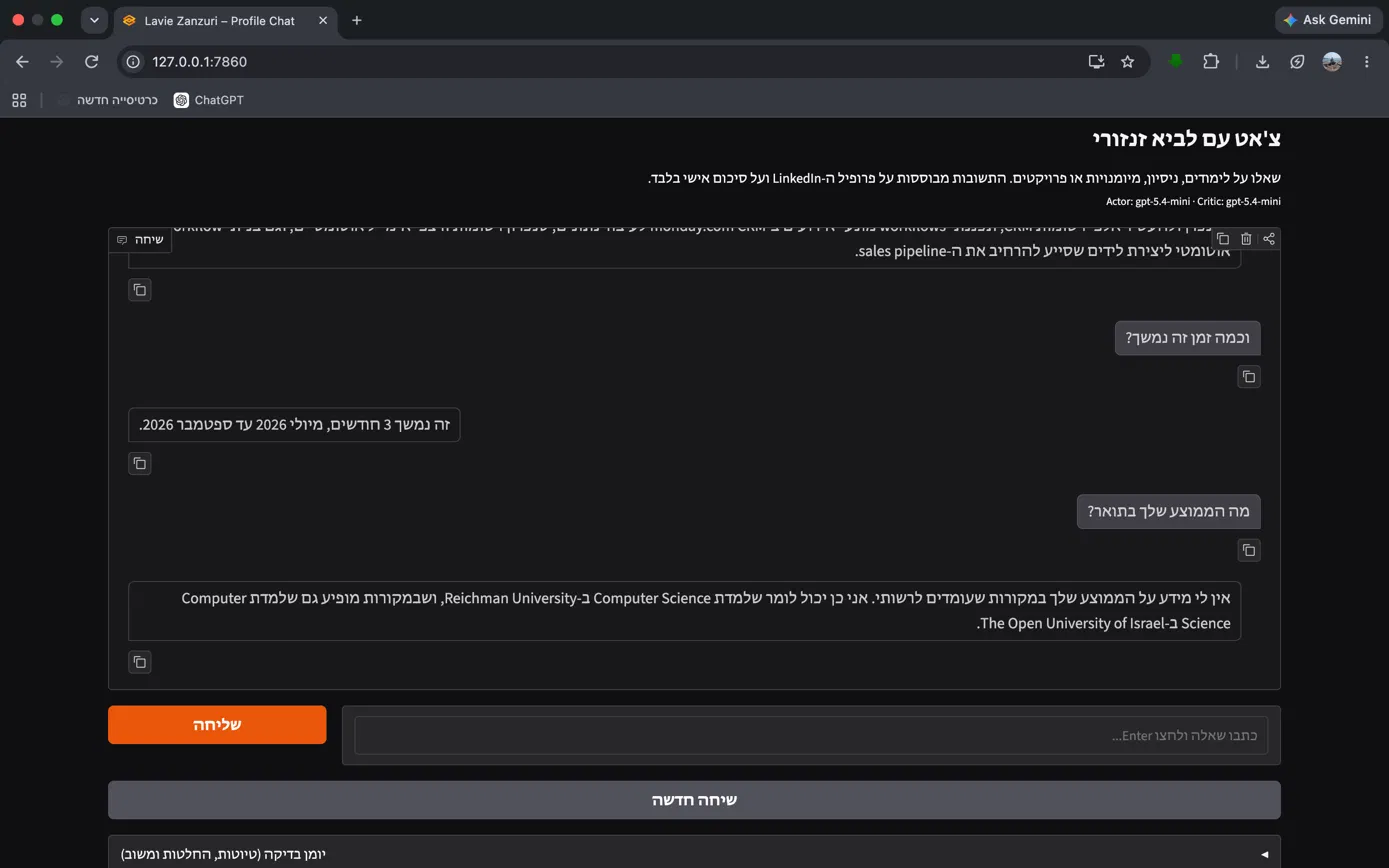 Lavie Zanzuri – Profile Chat
Ask Gemini
127.0.0.1:7860
כרטיסייה חדשה
ChatGPT
צ'אט עם לביא זנזורי
שאלו על לימודים, ניסיון, מיומנויות או פרויקטים. התשובות מבוססות על פרופיל ה-LinkedIn ועל סיכום אישי בלבד.
Actor: gpt-5.4-mini · Critic: gpt-5.4-mini
שיחה
אוטומטי ליצירת לידים שסייע להרחיב את ה-sales pipeline.
וכמה זמן זה נמשך?
זה נמשך 3 חודשים, מיולי 2026 עד ספטמבר 2026.
מה הממוצע שלך בתואר?
אין לי מידע על הממוצע שלך במקורות שעומדים לרשותי. אני כן יכול לומר שלמדת Computer Science ב-Reichman University, ושבמקורות מופיע גם שלמדת Computer
Science ב-The Open University of Israel.
כתבו שאלה ולחצו Enter...
שליחה
שיחה חדשה
יומן בדיקה (טיוטות, החלטות ומשוב)